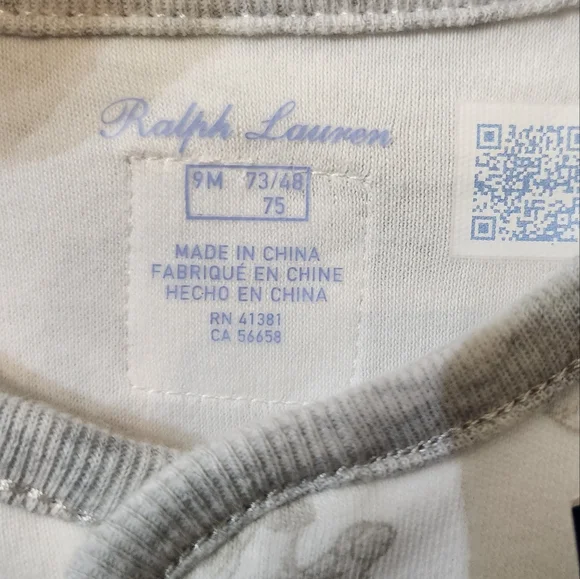 Ralph Lauren
9M 73/48
75
MADE IN CHINA
FABRIQUÉ EN CHINE
HECHO EN CHINA
RN 41381
CA 56658